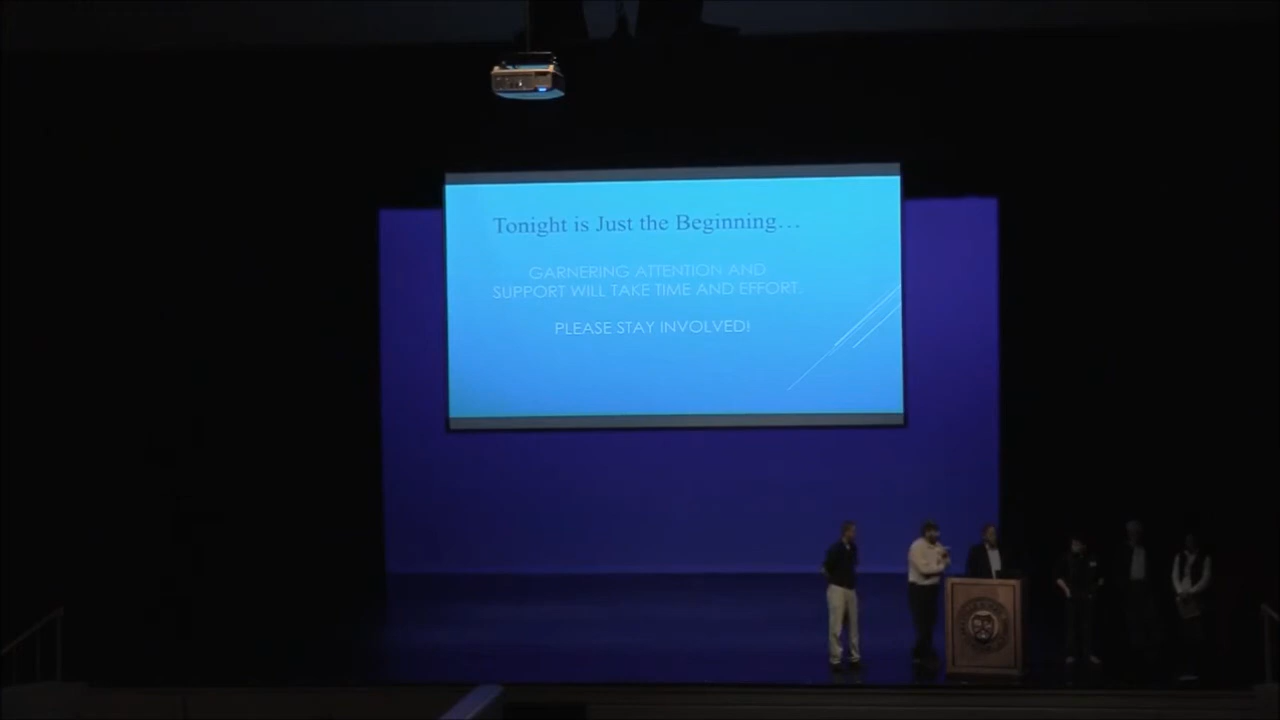 Tonight is Just the Beginning...
GARNERING ATTENTION AND
SUPPORT WILL TAKE TIME AND EFFORT.
PLEASE STAY INVOLVED!